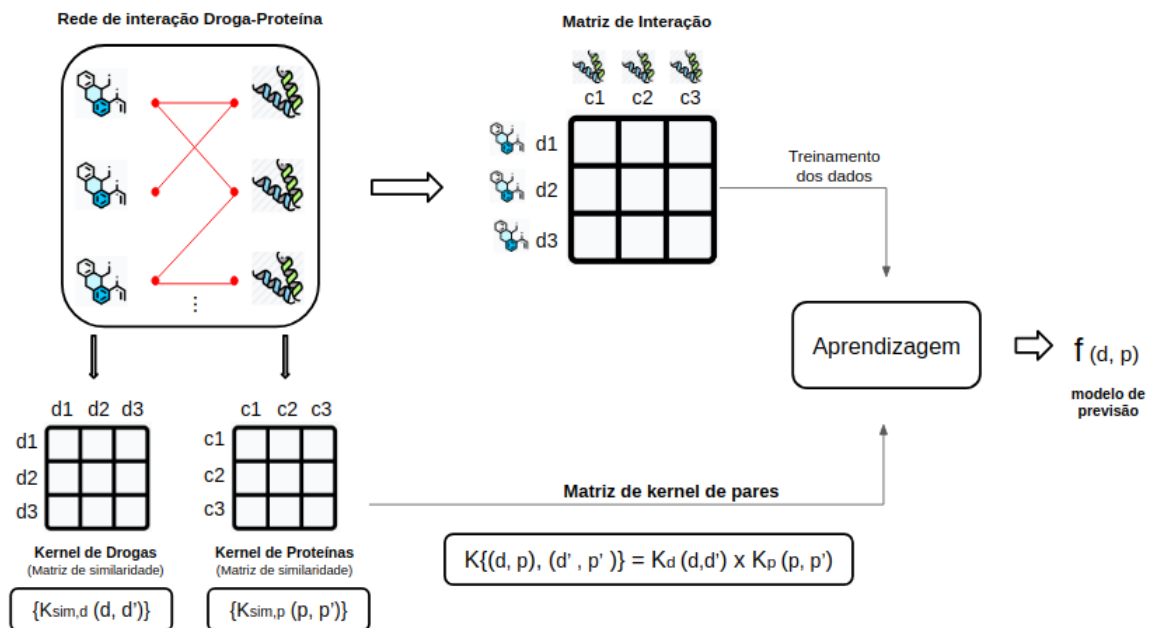 Rede de interação Droga-Proteína
Matriz de Interação
c1 c2 c3
d1
d2
d3
Treinamento
dos dados
...
Aprendizagem
f (d, p)
modelo de
previsão
d1 d2 d3
d1
d2
d3
Kernel de Drogas
(Matriz de similaridade)
{Ksim,d (d, d’)}
c1 c2 c3
c1
c2
c3
Kernel de Proteínas
(Matriz de similaridade)
{Ksim,p (p, p’)}
Matriz de kernel de pares
K{(d, p), (d’ , p’ )} = Kd (d,d’) x Kp (p, p’)